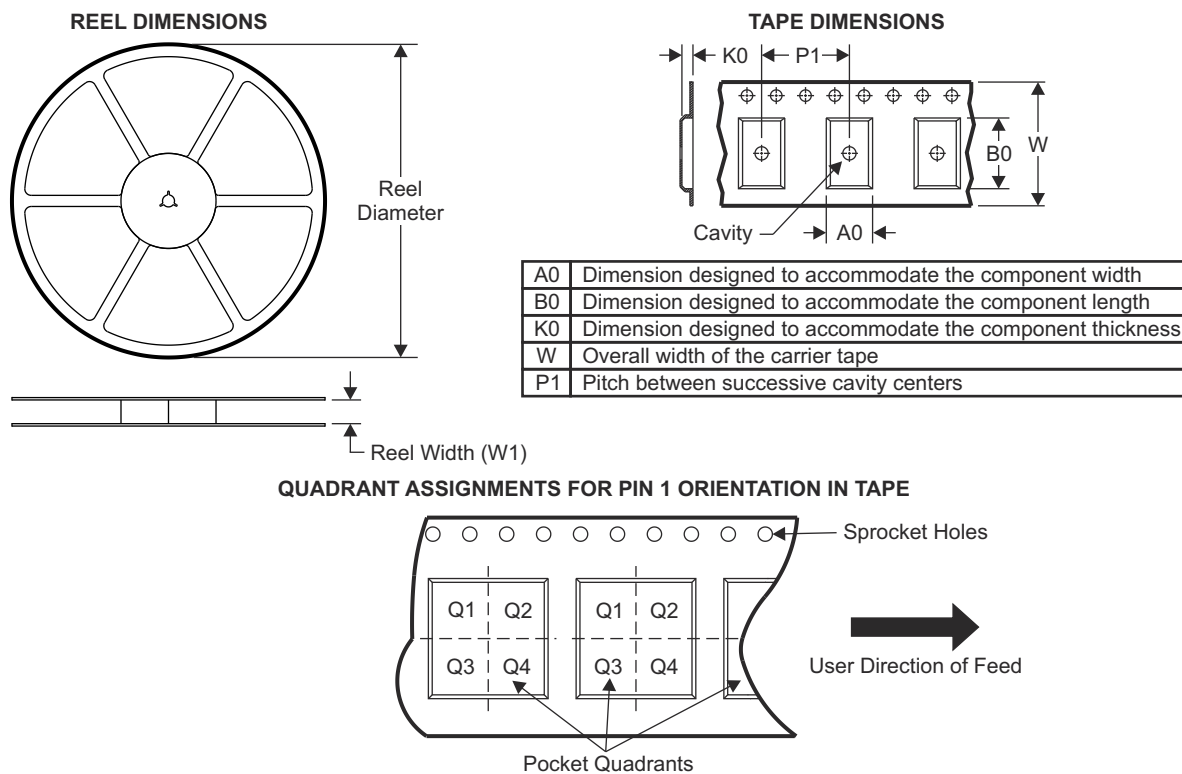 REEL DIMENSIONS
Reel
Diameter
Reel Width (W1)
TAPE DIMENSIONS
K0
P1
B0
W
Cavity
A0
A0 Dimension designed to accommodate the component width
B0 Dimension designed to accommodate the component length
K0 Dimension designed to accommodate the component thickness
W Overall width of the carrier tape
P1 Pitch between successive cavity centers
QUADRANT ASSIGNMENTS FOR PIN 1 ORIENTATION IN TAPE
Sprocket Holes
Q1 Q2 Q1 Q2
Q3 Q4 Q3 Q4
User Direction of Feed
Pocket Quadrants